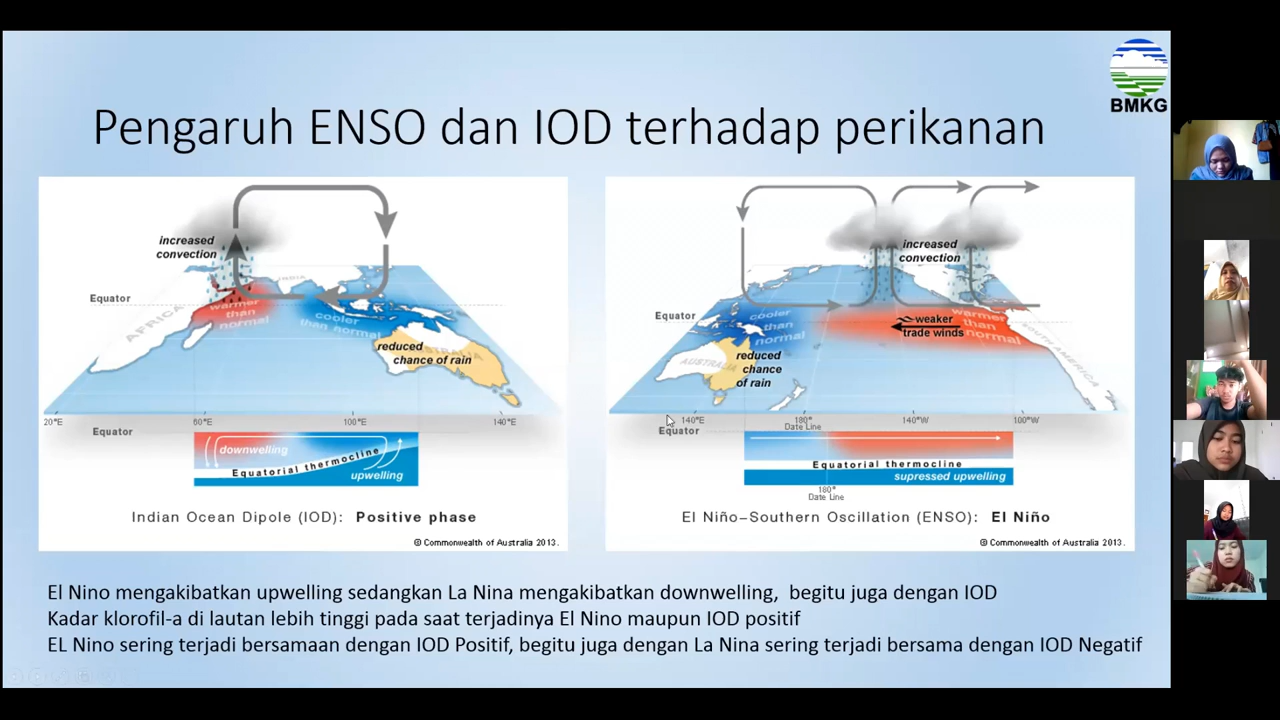 BMKG
Pengaruh ENSO dan IOD terhadap perikanan
increased
convection
INDIA
Equator
AFRICA
warmer
than
normal
cooler
than
normal
AUSTRALIA
reduced
chance of rain
20°E
60°E
100°E
140°E
Equator
downwelling
Equatorial thermocline
upwelling
Indian Ocean Dipole (IOD): Positive phase
© Commonwealth of Australia 2013.
increased
convection
Equator
cooler
than
normal
weaker
trade winds
warmer
than
normal
AUSTRALIA
reduced
chance
of rain
SOUTH AMERICA
140°E
180°
Date Line
140°W
100°W
Equator
Equatorial thermocline
supressed upwelling
180°
Date Line
El Niño–Southern Oscillation (ENSO): El Niño
© Commonwealth of Australia 2013.
El Nino mengakibatkan upwelling sedangkan La Nina mengakibatkan downwelling, begitu juga dengan IOD
Kadar klorofil-a di lautan lebih tinggi pada saat terjadinya El Nino maupun IOD positif
EL Nino sering terjadi bersamaan dengan IOD Positif, begitu juga dengan La Nina sering terjadi bersama dengan IOD Negatif